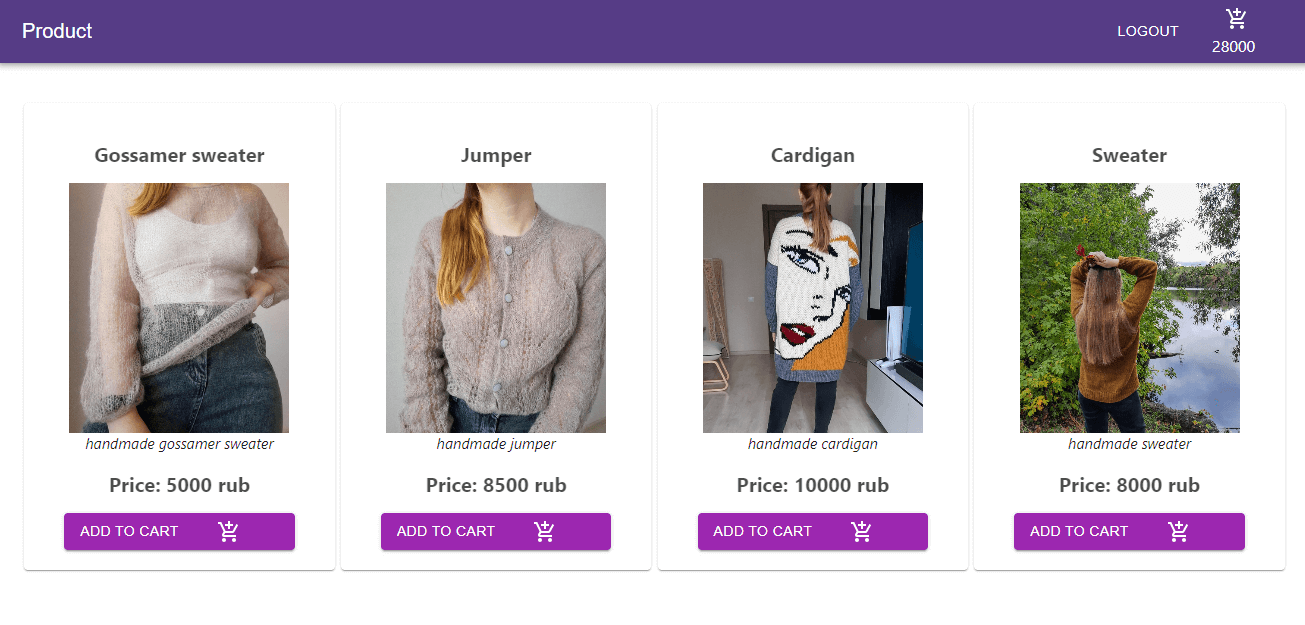 Product
LOGOUT
28000
Gossamer sweater
handmade gossamer sweater
Price: 5000 rub
ADD TO CART
Jumper
handmade jumper
Price: 8500 rub
ADD TO CART
Cardigan
handmade cardigan
Price: 10000 rub
ADD TO CART
Sweater
handmade sweater
Price: 8000 rub
ADD TO CART